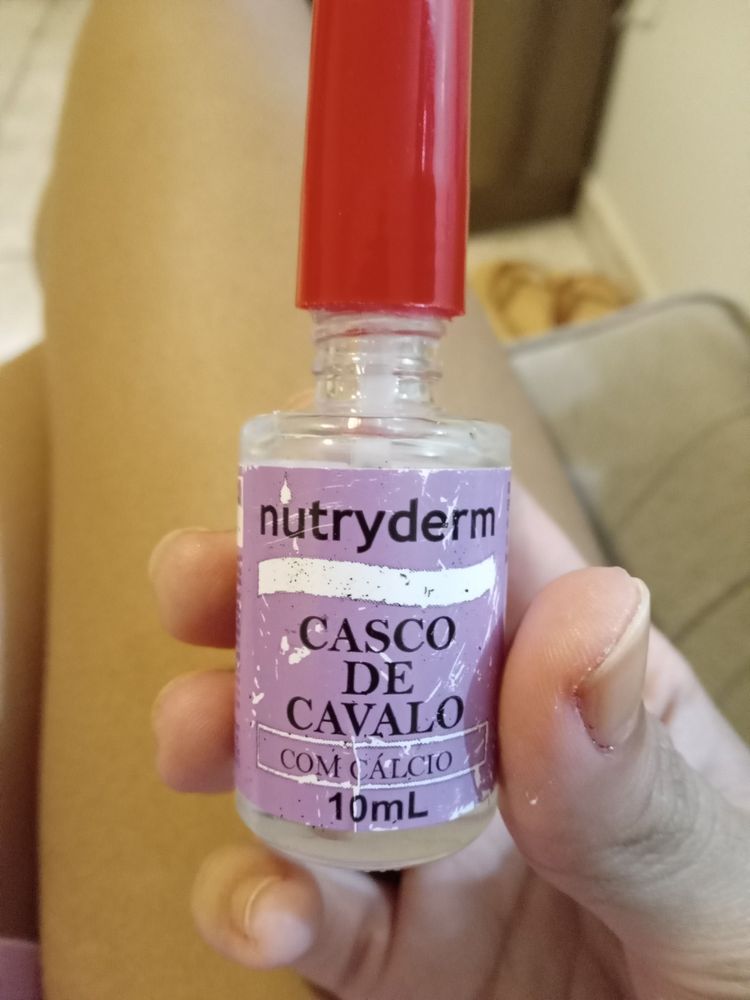 nutryderm
CASCO
DE
CAVALO
COM CÁLCIO
10mL